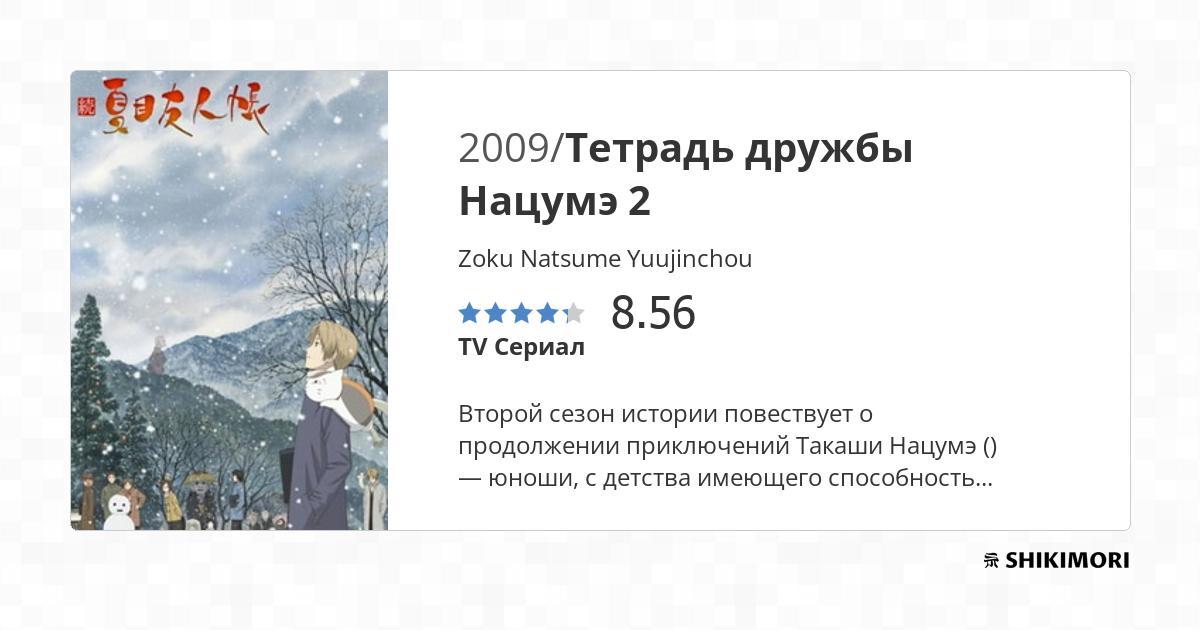 続 夏目友人帳
2009/Тетрадь дружбы
Нацумэ 2
Zoku Natsume Yuujinchou
8.56
TV Сериал
Второй сезон истории повествует о
продолжении приключений Такаши Нацумэ ()
— юноши, с детства имеющего способность...
SHIKIMORI